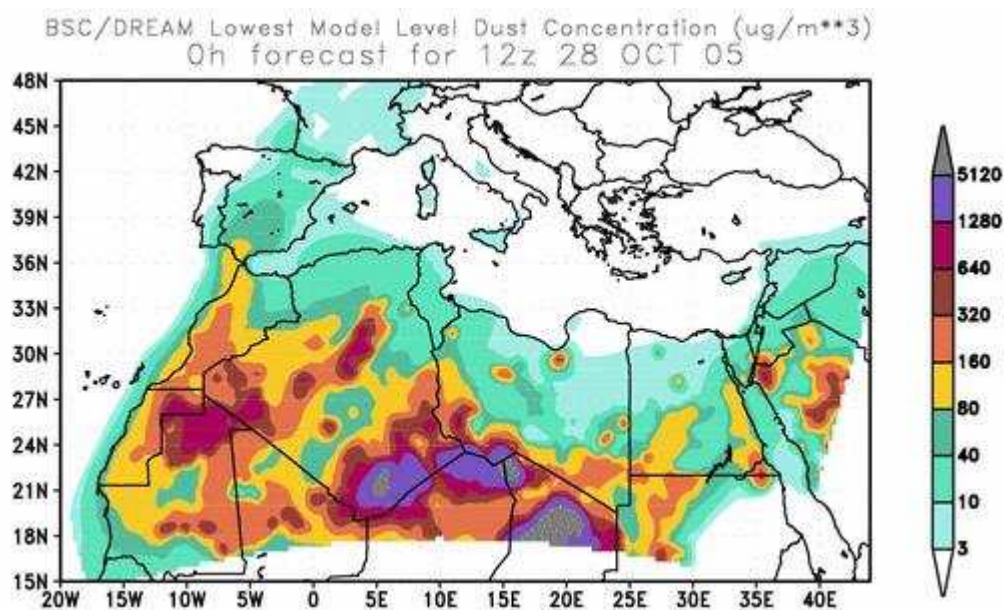 BSC/DREAM Lowest Model Level Dust Concentration (ug/m**3)
0h forecast for 12z 28 OCT 05
48N
45N
42N
39N
36N
33N
30N
27N
24N
21N
18N
15N
20W 15W 10W 5W 0 5E 10E 15E 20E 25E 30E 35E 40E
5120
1280
640
320
160
80
40
10
3